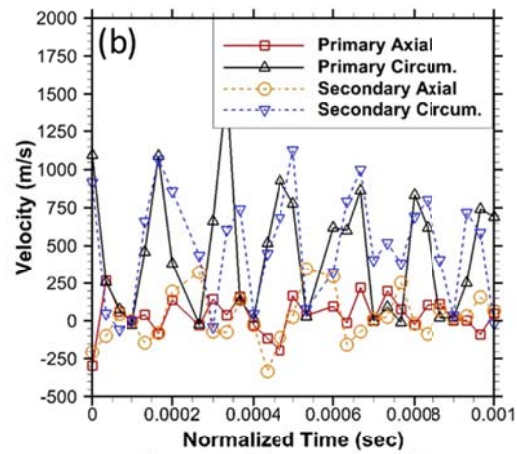 (b)
Primary Axial
Primary Circum.
Secondary Axial
Secondary Circum.
2000
1750
1500
1250
1000
750
500
250
0
-250
-500
Velocity (m/s)
0 0.0002 0.0004 0.0006 0.0008 0.001
Normalized Time (sec)